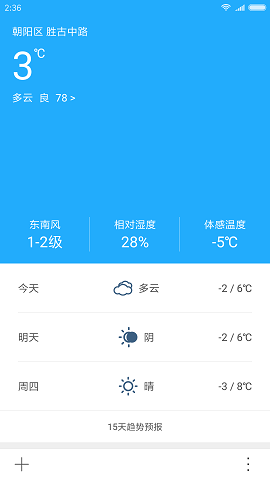 2:36
朝阳区 胜古中路
3℃
多云 良 78 >
东南风 相对湿度 体感温度
1-2级 28% -5℃
今天 多云 -2 / 6℃
明天 阴 -2 / 6℃
周四 晴 -3 / 8℃
15天趋势预报